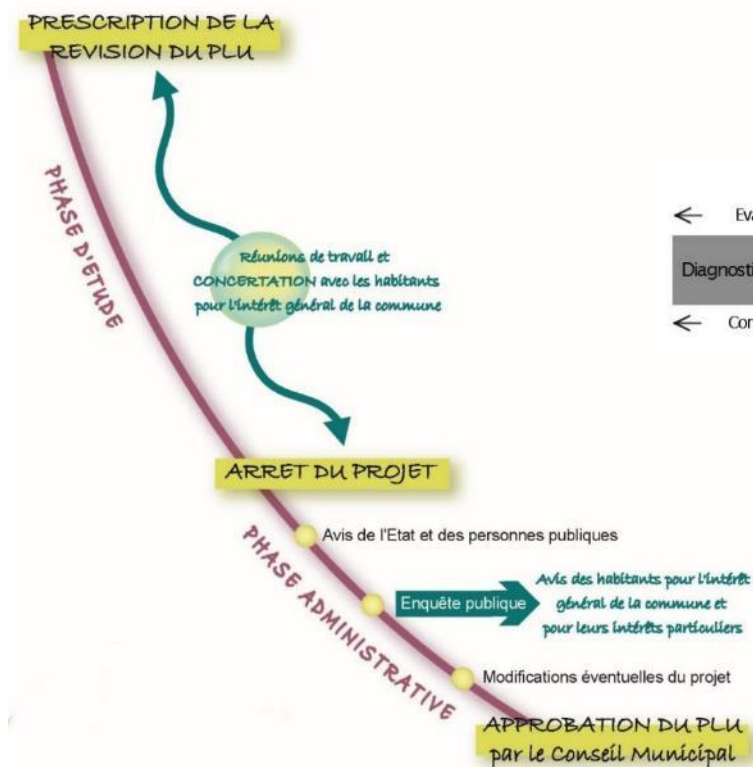 PRESCRIPTION DE LA
REVISION DU PLU
PHASE D'ETUDE
Réunions de travail et
CONCERTATION avec les habitants
pour l'intérêt général de la commune
ARRET DU PROJET
PHASE ADMINISTRATIVE
Avis de l'Etat et des personnes publiques
Enquête publique
Avis des habitants pour l'intérêt
général de la commune et
pour leurs intérêts particuliers
Modifications éventuelles du projet
APPROBATION DU PLU
par le Conseil Municipal